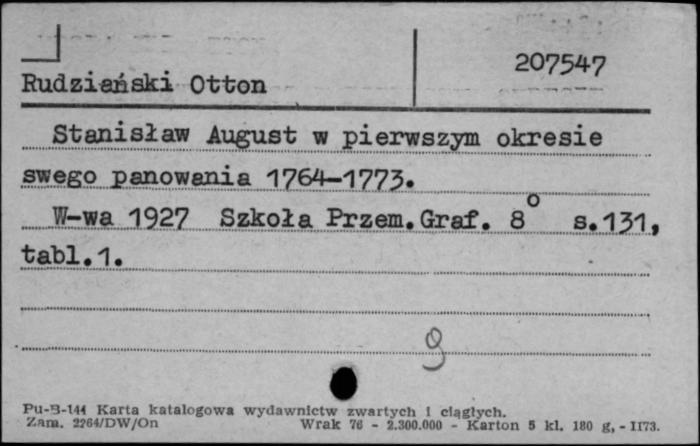 207547
Rudziański Otton
Stanisław August w pierwszym okresie
swego panowania 1764-1773.
W-wa 1927 Szkoła Przem.Graf. 8° s.131,
tabl.1.
9
Pu-B-144 Karta katalogowa wydawnictw zwartych i ciągłych.
Zam. 2264/DW/On Wrak 76 - 2.300.000 - Karton 5 kl. 180 g, - II73.